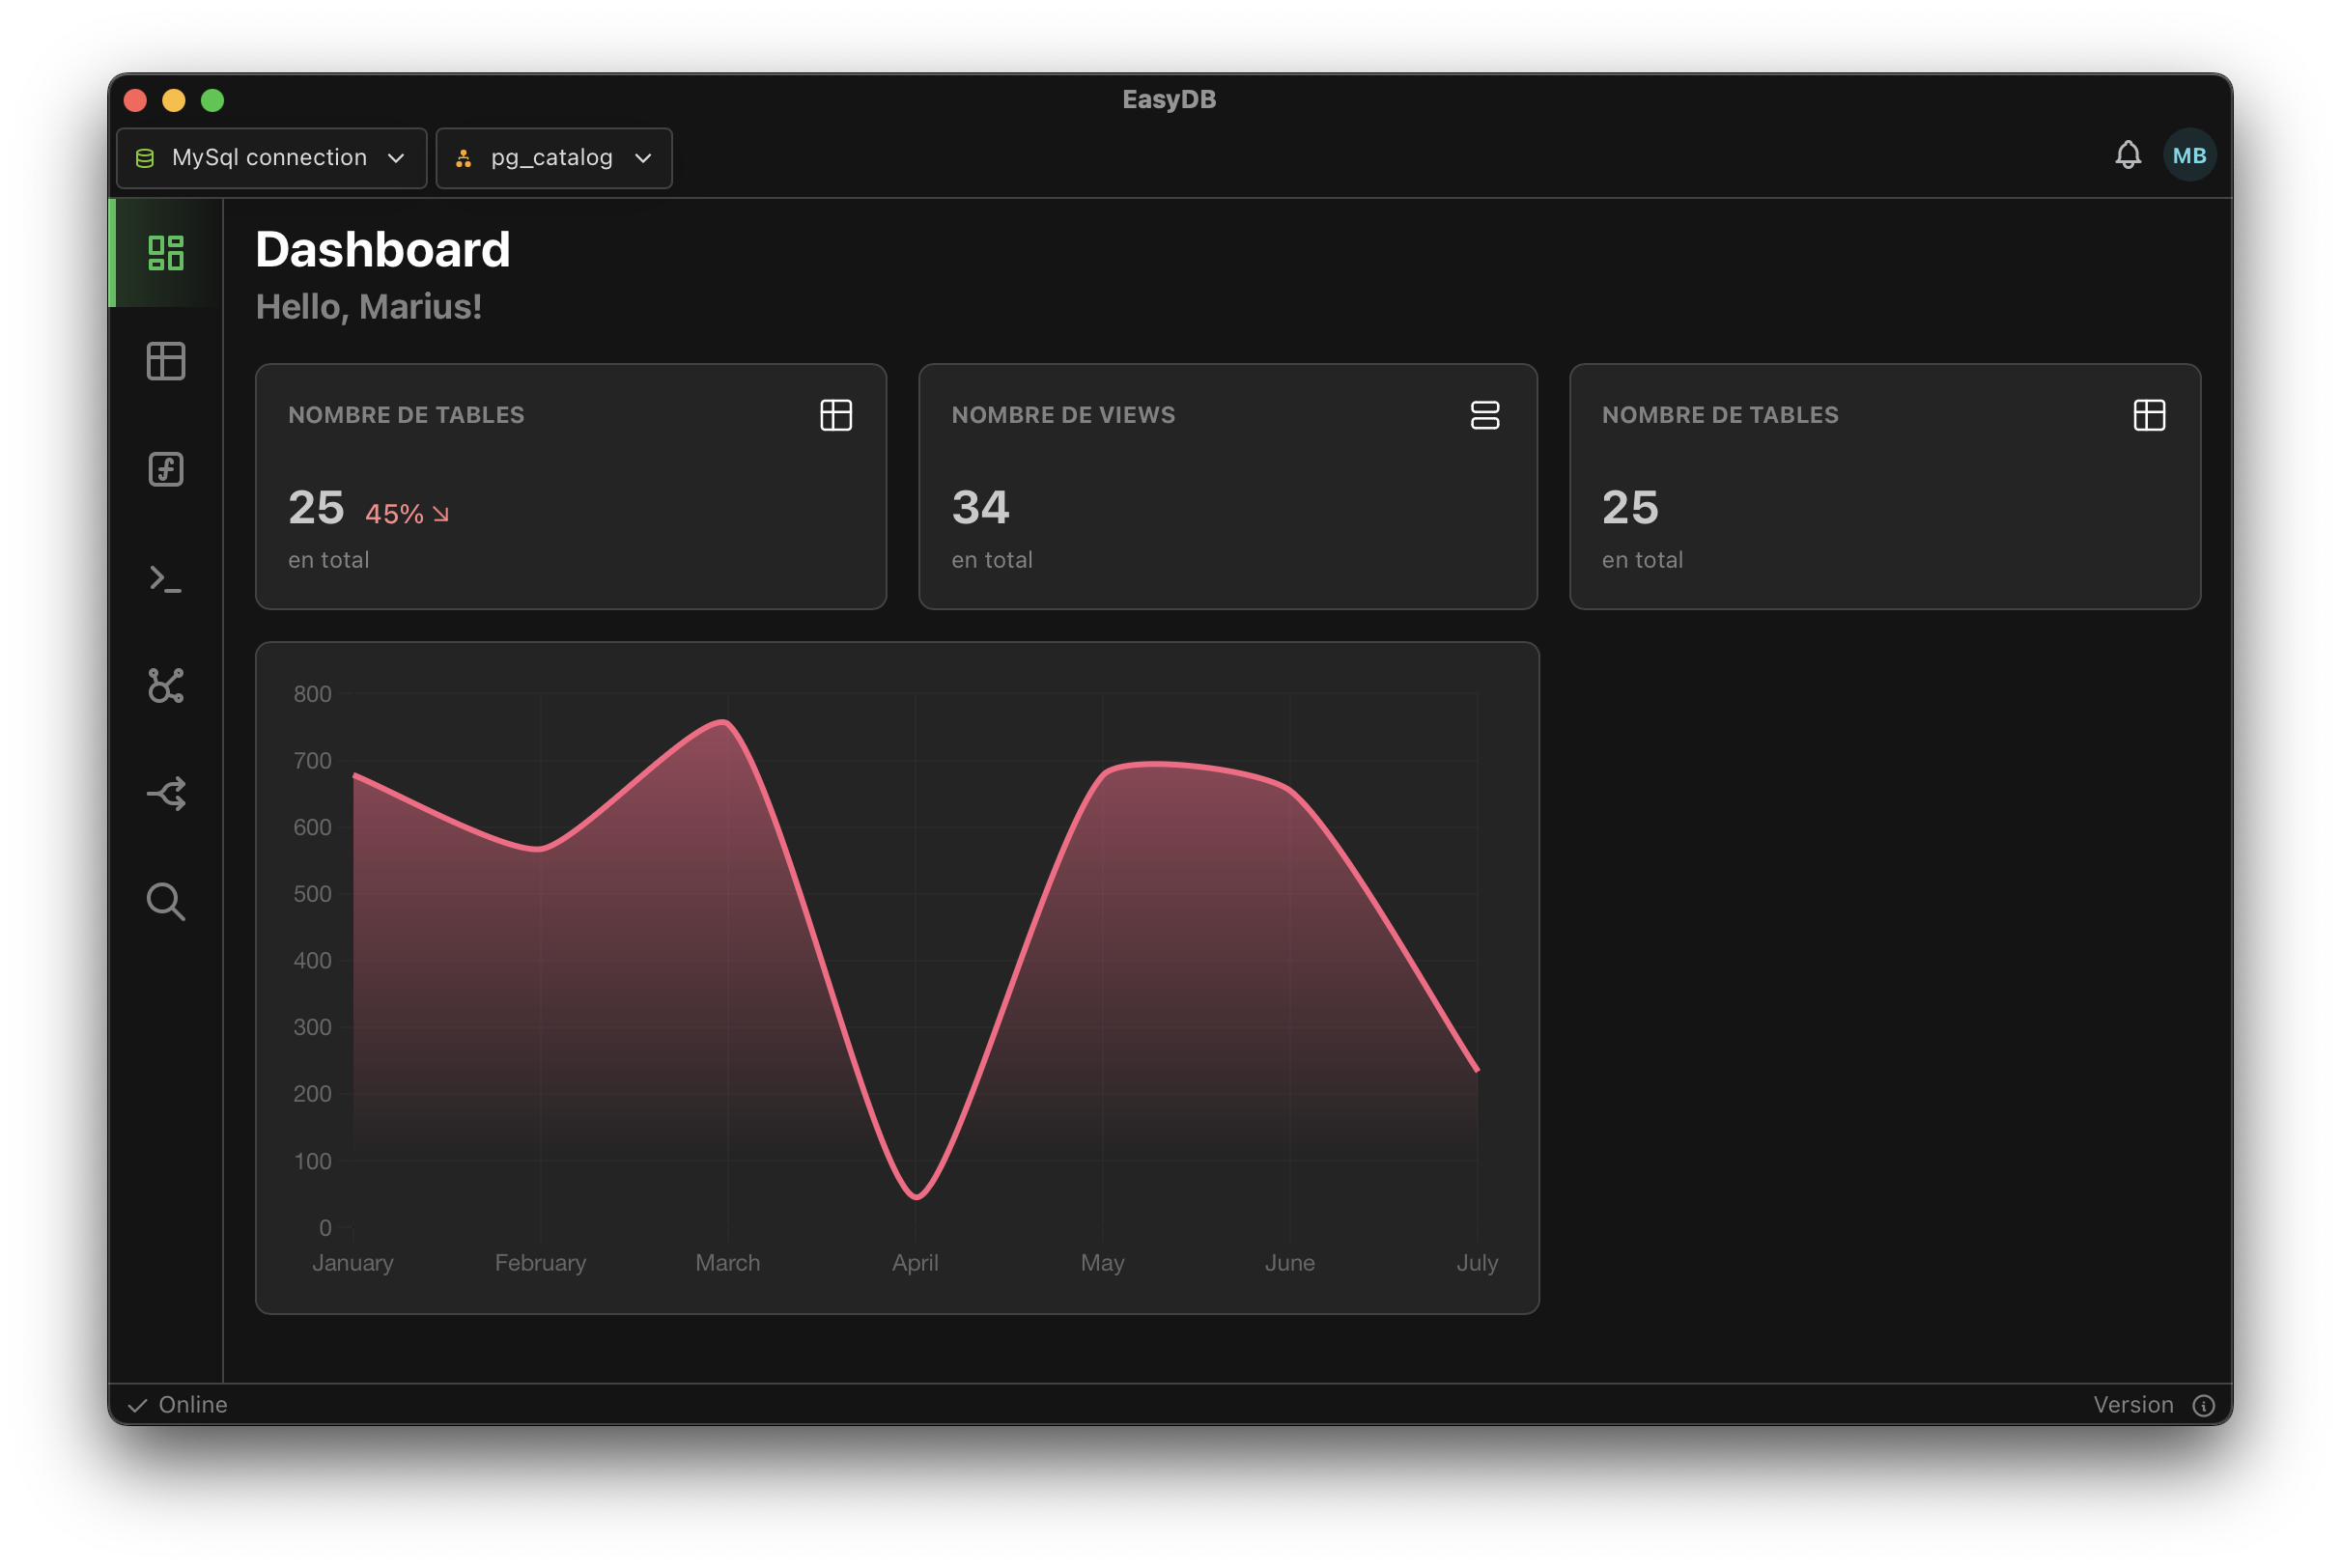 EasyDB
MySql connection
pg_catalog
MB
Dashboard
Hello, Marius!
NOMBRE DE TABLES
25 45%
en total
NOMBRE DE VIEWS
34
en total
NOMBRE DE TABLES
25
en total
800
700
600
500
400
300
200
100
0
January February March April May June July
Online
Version